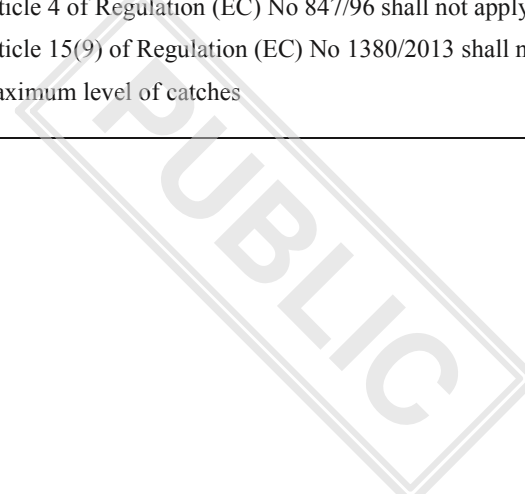 ticle 4 of Regulation (EC) No 847/96 shall not apply
ticle 15(9) of Regulation (EC) No 1380/2013 shall
aximum level of catches
PUBLIC